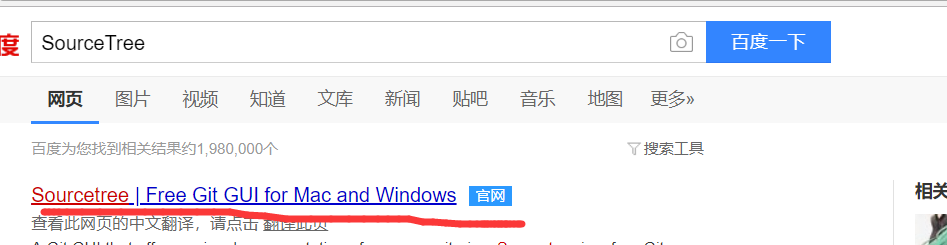 度 SourceTree 百度一下
网页 图片 视频 知道 文库 新闻 贴吧 音乐 地图 更多»
百度为您找到相关结果约1,980,000个 搜索工具
Sourcetree | Free Git GUI for Mac and Windows 官网
相关
查看此网页的中文翻译，请点击 翻译此页